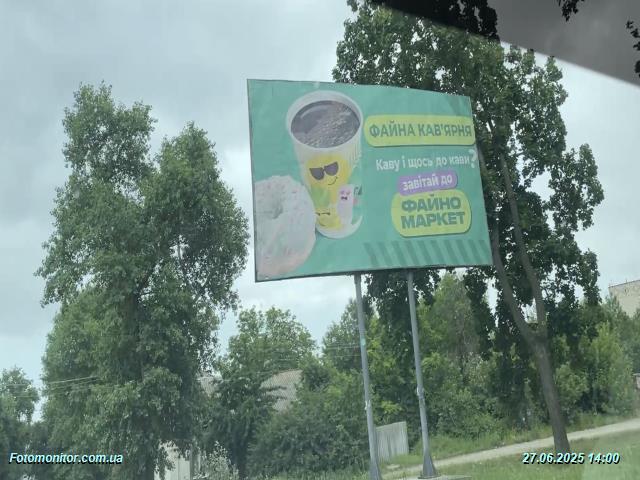 ФАЙНА КАВ'ЯРНЯ
Каву і щось до кави?
завітай до
ФАЙНО
МАРКЕТ
Fotomonitor.com.ua
27.06.2025 14:00